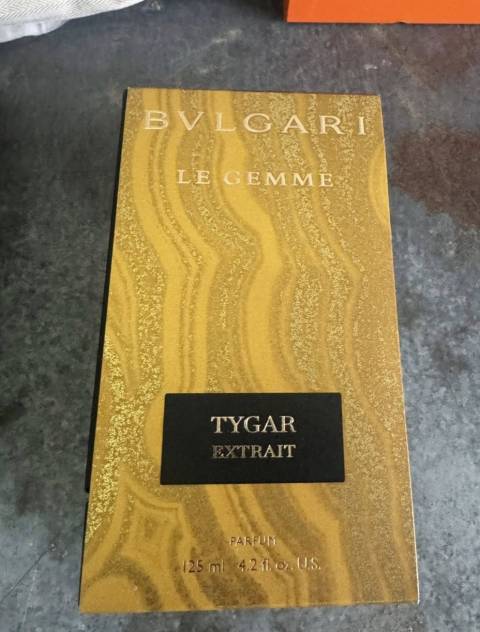 BVLGARI
LE GEMME
TYGAR
EXTRAIT
PARFUM
125 ml 4.2 fl. oz. U.S.